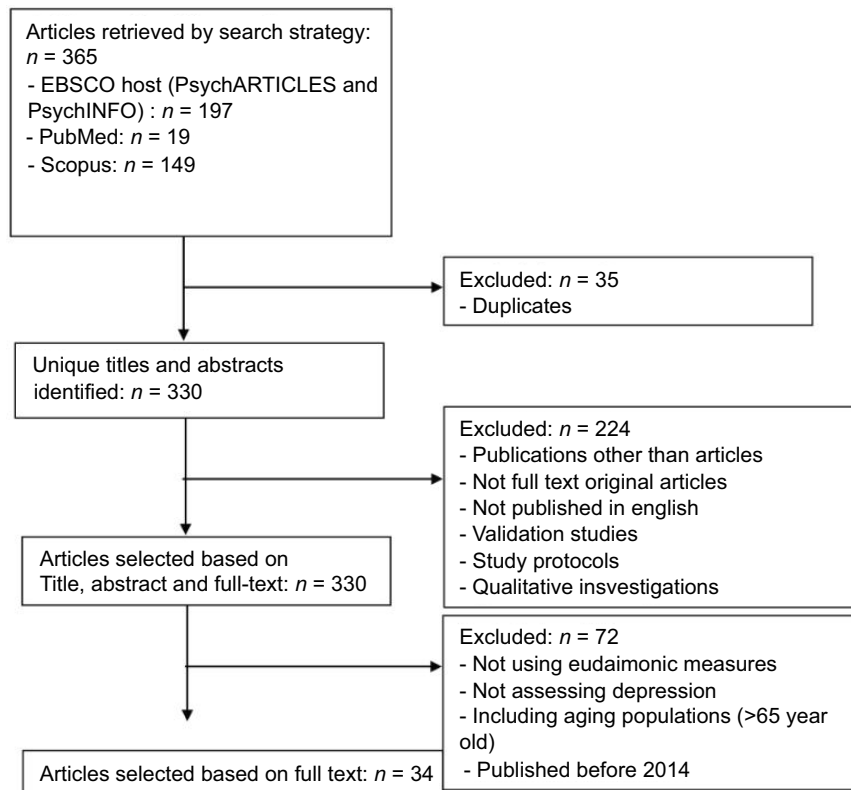 Articles retrieved by search strategy:
n = 365
- EBSCO host (PsychARTICLES and
PsychINFO) : n = 197
- PubMed: n = 19
- Scopus: n = 149
Excluded: n = 35
- Duplicates
Unique titles and abstracts
identified: n = 330
Excluded: n = 224
- Publications other than articles
- Not full text original articles
- Not published in english
- Validation studies
- Study protocols
- Qualitative insvestigations
Articles selected based on
Title, abstract and full-text: n = 330
Excluded: n = 72
- Not using eudaimonic measures
- Not assessing depression
- Including aging populations (>65 year
old)
- Published before 2014
Articles selected based on full text: n = 34